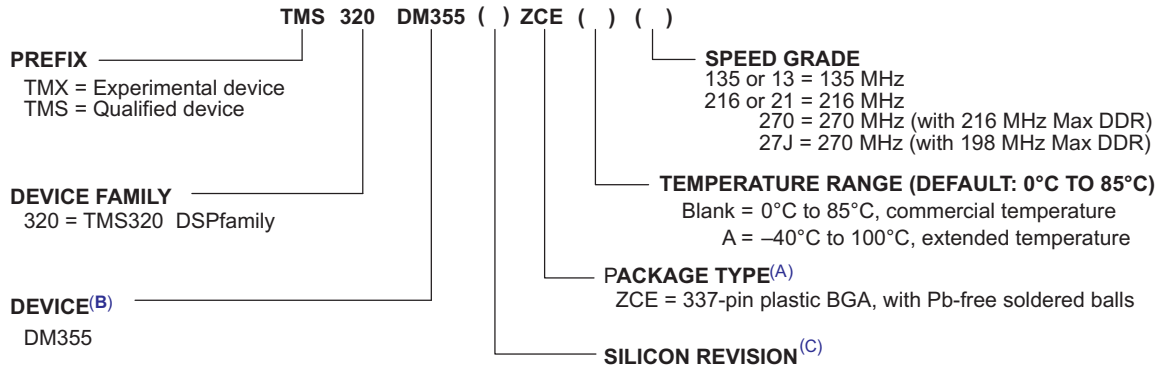 TMS 320 DM355 ( ) ZCE ( ) ( )
PREFIX
TMX = Experimental device
TMS = Qualified device
SPEED GRADE
135 or 13 = 135 MHz
216 or 21 = 216 MHz
270 = 270 MHz (with 216 MHz Max DDR)
27J = 270 MHz (with 198 MHz Max DDR)
DEVICE FAMILY
320 = TMS320 DSPfamily
TEMPERATURE RANGE (DEFAULT: 0°C TO 85°C)
Blank = 0°C to 85°C, commercial temperature
A = –40°C to 100°C, extended temperature
PACKAGE TYPE(A)
ZCE = 337-pin plastic BGA, with Pb-free soldered balls
DEVICE(B)
DM355
SILICON REVISION(C)